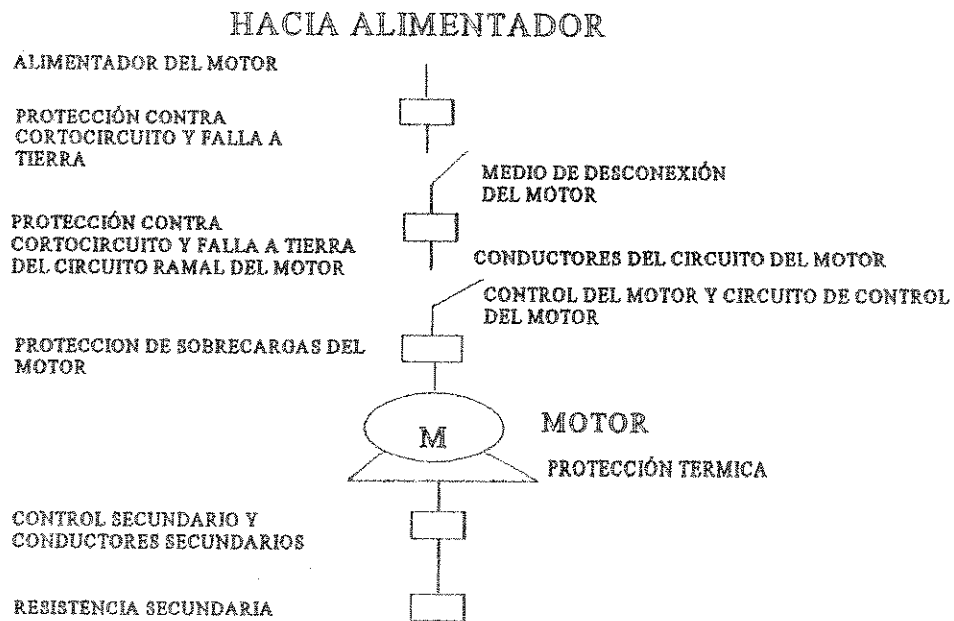 HACIA ALIMENTADOR
ALIMENTADOR DEL MOTOR
PROTECCIÓN CONTRA
CORTOCIRCUITO Y FALLA A
TIERRA
MEDIO DE DESCONEXIÓN
DEL MOTOR
PROTECCIÓN CONTRA
CORTOCIRCUITO Y FALLA A TIERRA
DEL CIRCUITO RAMAL DEL MOTOR
CONDUCTORES DEL CIRCUITO DEL MOTOR
CONTROL DEL MOTOR Y CIRCUITO DE CONTROL
DEL MOTOR
PROTECCION DE SOBRECARGAS DEL
MOTOR
M
MOTOR
PROTECCIÓN TERMICA
CONTROL SECUNDARIO Y
CONDUCTORES SECUNDARIOS
RESISTENCIA SECUNDARIA